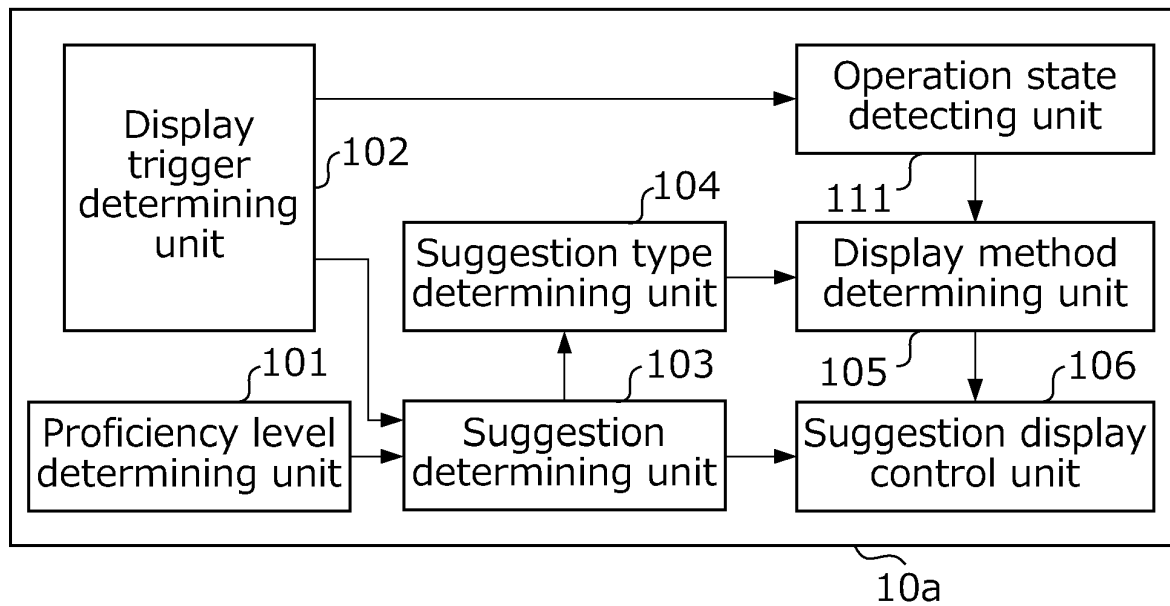 Display
trigger
determining
unit
102
Operation state
detecting unit
111
104
Suggestion type
determining unit
Display method
determining unit
105
101
Proficiency level
determining unit
103
Suggestion
determining unit
106
Suggestion display
control unit
10a